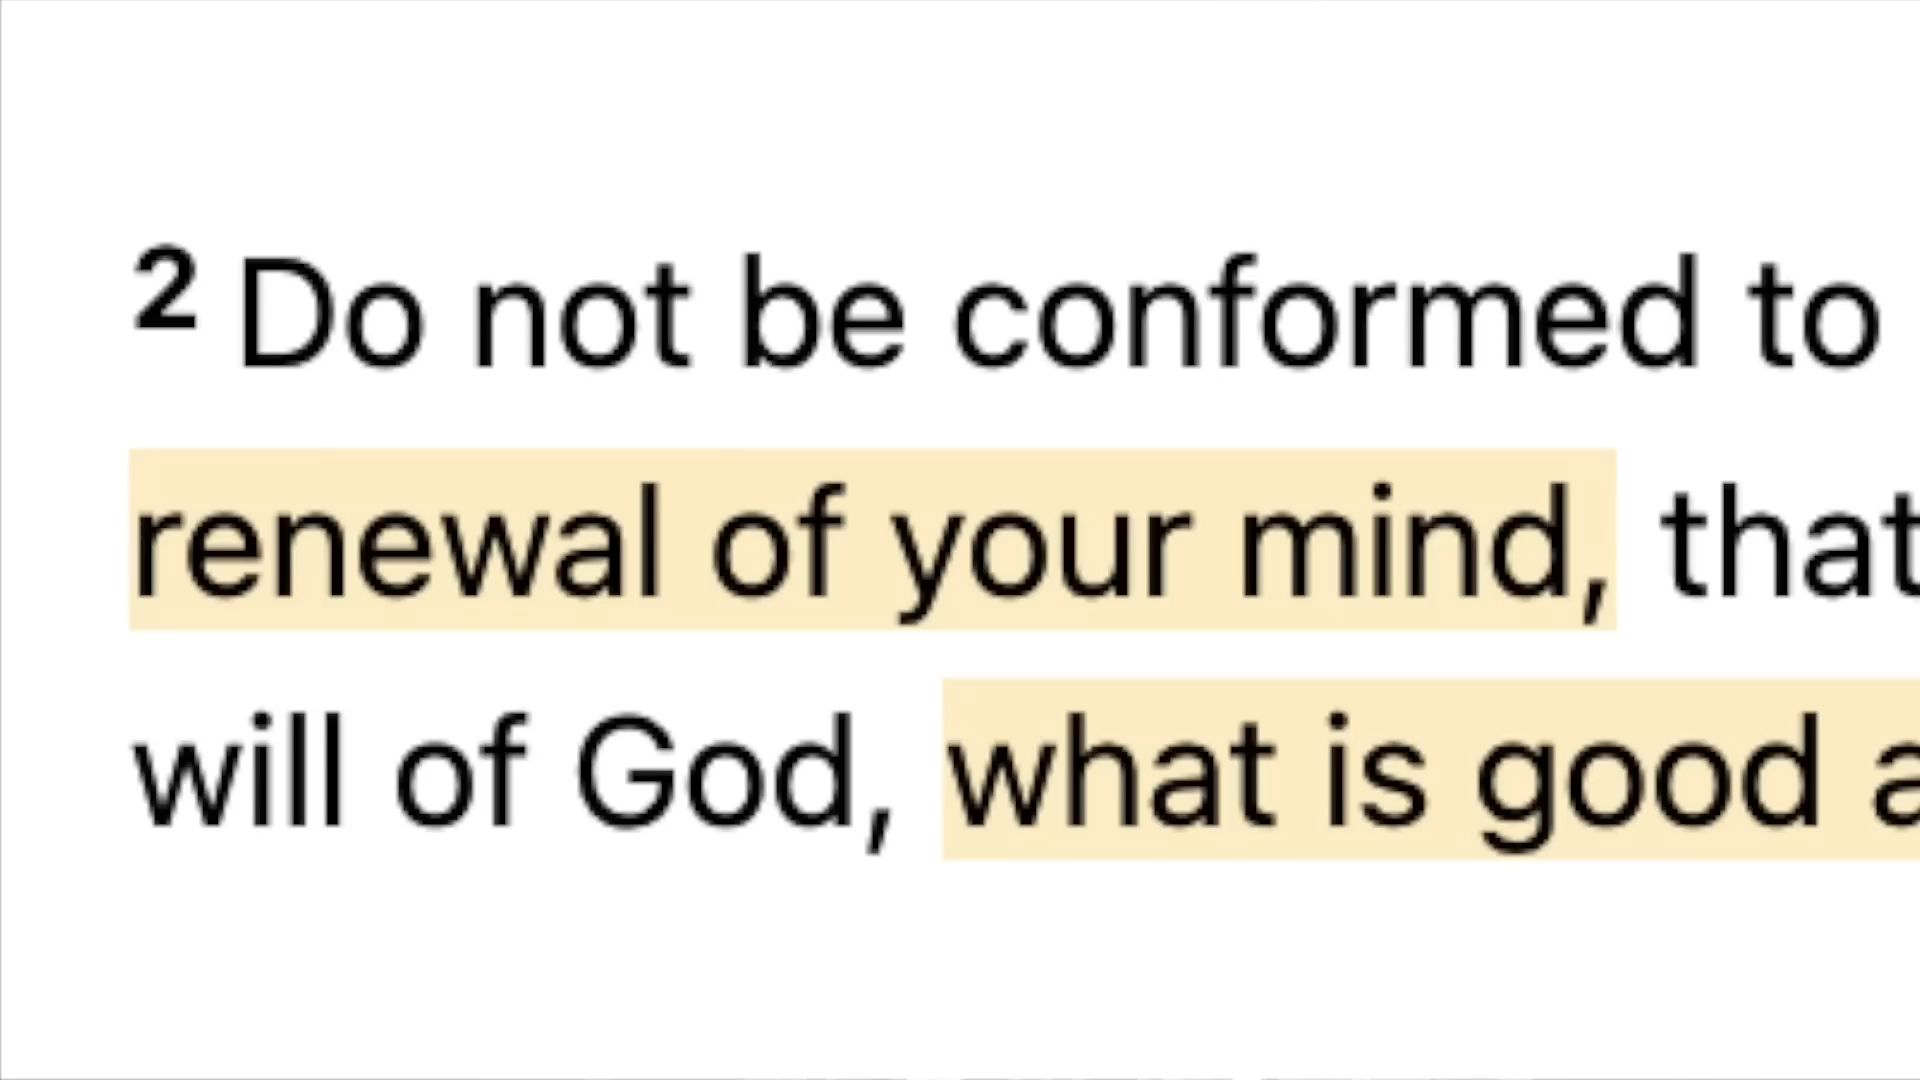 2 Do not be conformed to
renewal of your mind, that
will of God, what is good a